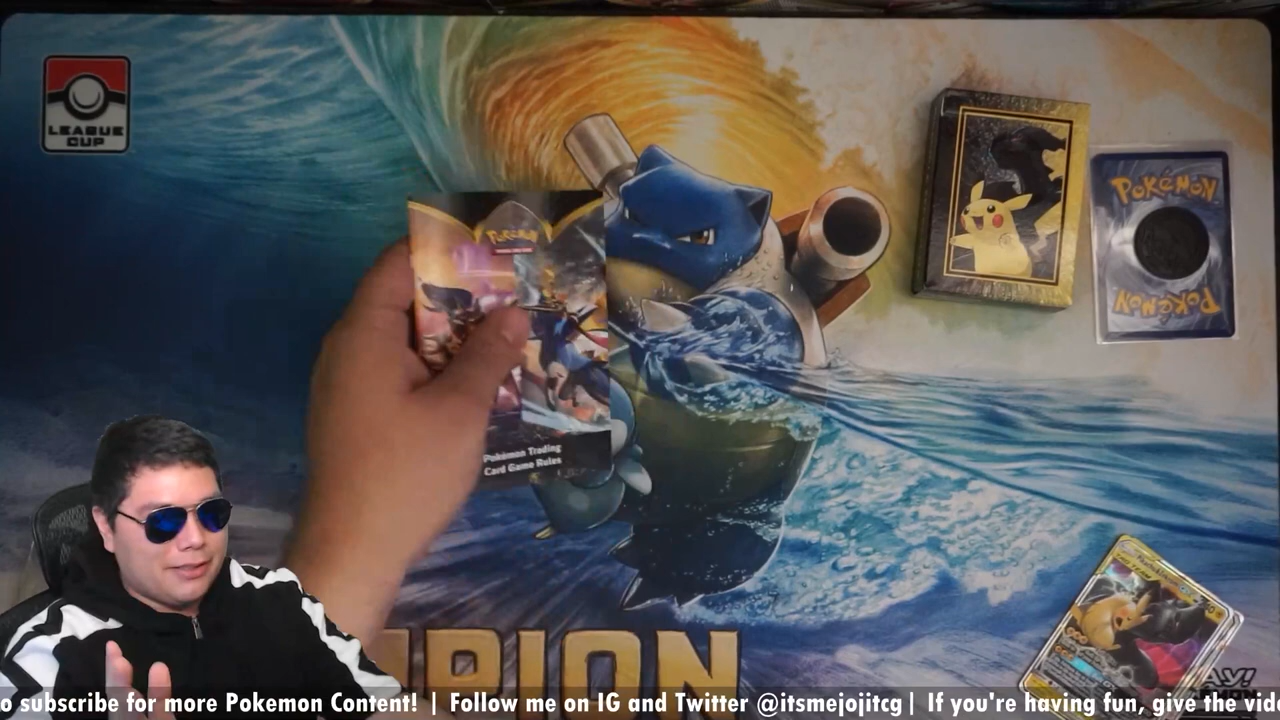 LEAGUE
CUP
Pokémon
Pokémon Trading
Card Game Rules
POKéMON
POKéMON
PION
o subscribe for more Pokemon Content! | Follow me on IG and Twitter @itsmejojitcg| If you're having fun, give the vide